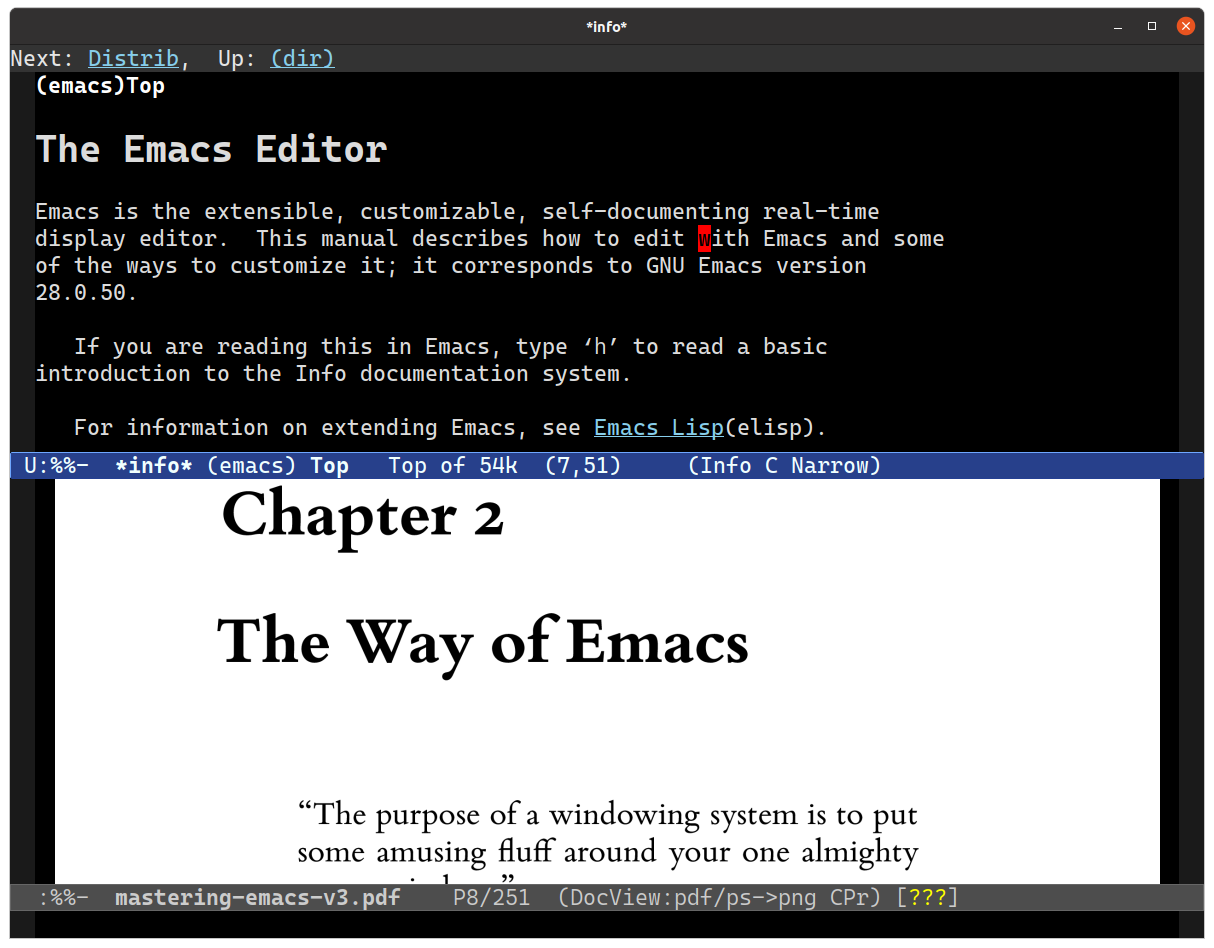 *info*
Next: Distrib,  Up: (dir)
(emacs)Top
The Emacs Editor
Emacs is the extensible, customizable, self-documenting real-time
display editor.  This manual describes how to edit with Emacs and some
of the ways to customize it; it corresponds to GNU Emacs version
28.0.50.
If you are reading this in Emacs, type ‘h’ to read a basic
introduction to the Info documentation system.
For information on extending Emacs, see Emacs Lisp(elisp).
U:%%-  *info* (emacs) Top   Top of 54k  (7,51)     (Info C Narrow)
Chapter 2
The Way of Emacs
“The purpose of a windowing system is to put
some amusing fluff around your one almighty
:%%-  mastering-emacs-v3.pdf    P8/251  (DocView:pdf/ps->png CPr) [???]